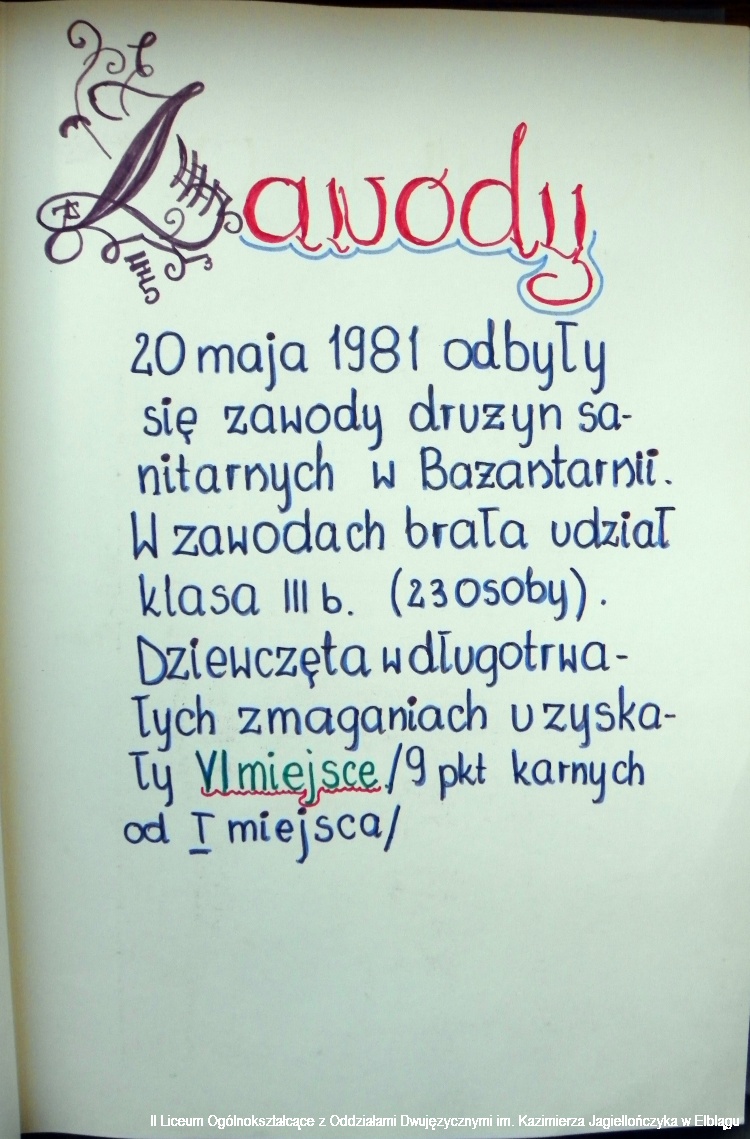 Zawody
20 maja 1981 odbyły
się zawody drużyn sa-
nitarnych w Bażantarnii.
W zawodach brała udział
klasa III b. (23 osoby).
Dziewczęta w długotrwa-
łych zmaganiach uzyska-
ły VI miejsce /9 pkt karnych
od I miejsca/
II Liceum Ogólnokształcące z Oddziałami Dwujęzycznymi im. Kazimierza Jagiellończyka w Elblągu